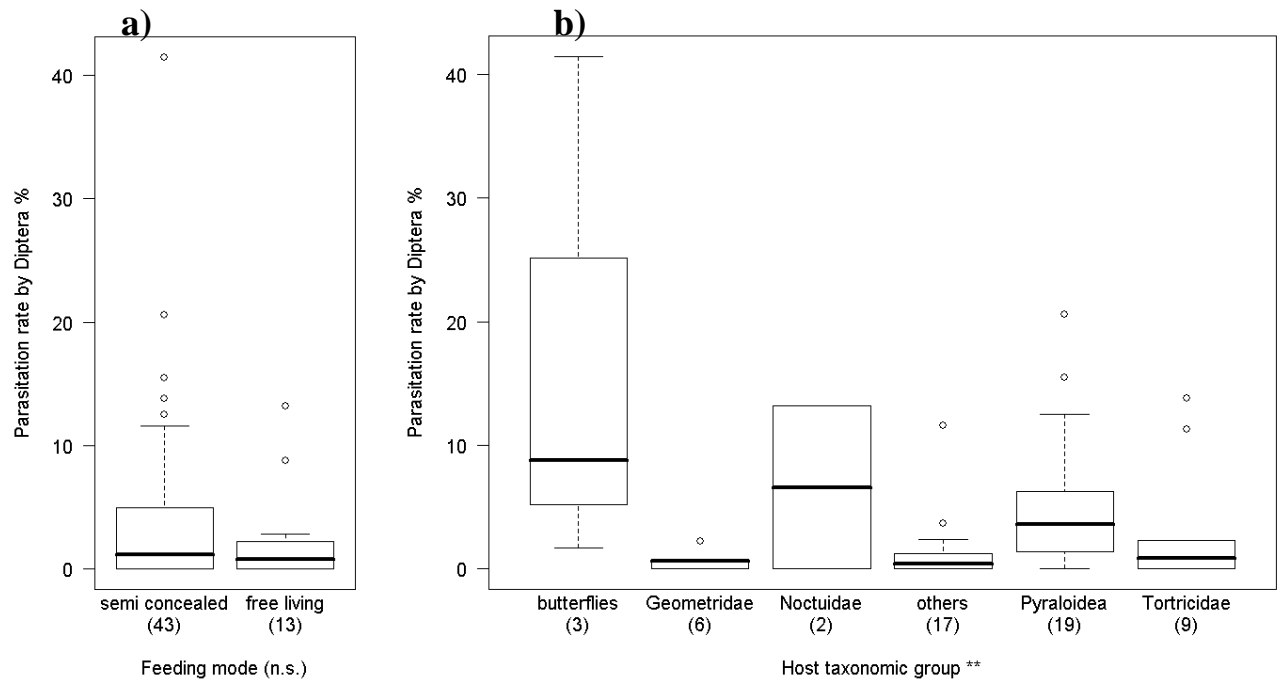 a)
Parasitation rate by Diptera %
40
30
20
10
0
semi concealed free living
(43) (13)
Feeding mode (n.s.)
b)
Parasitation rate by Diptera %
40
30
20
10
0
butterflies Geometridae Noctuidae others Pyraloidea Tortricidae
(3) (6) (2) (17) (19) (9)
Host taxonomic group **